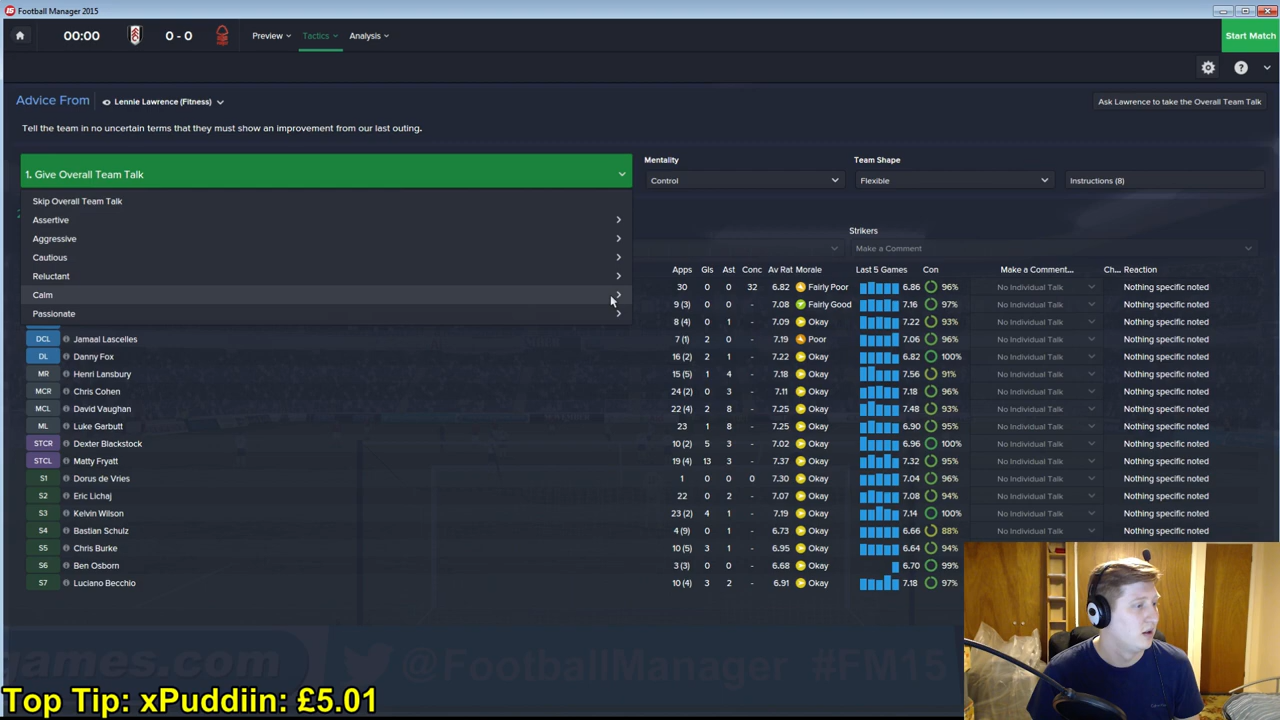 15 Football Manager 2015
00:00 0 - 0 Preview Tactics Analysis Start Match
Advice From Lennie Lawrence (Fitness) Ask Lawrence to take the Overall Team Talk
Tell the team in no uncertain terms that they must show an improvement from our last outing.
Mentality Team Shape
1. Give Overall Team Talk Control Flexible Instructions (8)
Skip Overall Team Talk
Assertive
Aggressive
Cautious
Reluctant
Calm
Passionate
Strikers
Make a Comment
Apps Gls Ast Conc Av Rat Morale Last 5 Games Con Make a Comment... Ch... Reaction
30 0 0 32 6.82 Fairly Poor 6.86 96% No Individual Talk Nothing specific noted
9 (3) 0 0 - 7.08 Fairly Good 7.16 97% No Individual Talk Nothing specific noted
8 (4) 0 1 - 7.09 Okay 7.22 93% No Individual Talk Nothing specific noted
DCL Jamaal Lascelles 7 (1) 2 0 - 7.19 Poor 7.06 96% No Individual Talk Nothing specific noted
DL Danny Fox 16 (2) 2 1 - 7.22 Okay 6.82 100% No Individual Talk Nothing specific noted
MR Henri Lansbury 15 (5) 1 4 - 7.18 Okay 7.56 91% No Individual Talk Nothing specific noted
MCR Chris Cohen 24 (2) 0 3 - 7.11 Okay 7.18 96% No Individual Talk Nothing specific noted
MCL David Vaughan 22 (4) 2 8 - 7.25 Okay 7.48 93% No Individual Talk Nothing specific noted
ML Luke Garbutt 23 1 8 - 7.25 Okay 6.90 95% No Individual Talk Nothing specific noted
STCR Dexter Blackstock 10 (2) 5 3 - 7.02 Okay 6.96 100% No Individual Talk Nothing specific noted
STCL Matty Fryatt 19 (4) 13 3 - 7.37 Okay 7.32 95% No Individual Talk Nothing specific noted
S1 Dorus de Vries 1 0 0 0 7.30 Okay 7.04 96% No Individual Talk Nothing specific noted
S2 Eric Lichaj 22 0 2 - 7.07 Okay 7.08 94% No Individual Talk Nothing specific noted
S3 Kelvin Wilson 23 (2) 4 1 - 7.19 Okay 7.14 100% No Individual Talk Nothing specific noted
S4 Bastian Schulz 4 (9) 0 1 - 6.73 Okay 6.66 88% No Individual Talk Nothing specific noted
S5 Chris Burke 10 (5) 3 1 - 6.95 Okay 6.64 94%
S6 Ben Osborn 3 (3) 0 0 - 6.68 Okay 6.70 99%
S7 Luciano Becchio 10 (4) 3 2 - 6.91 Okay 7.18 97%
games.com @FootballManager #FM15
Top Tip: xPuddiin: £5.01